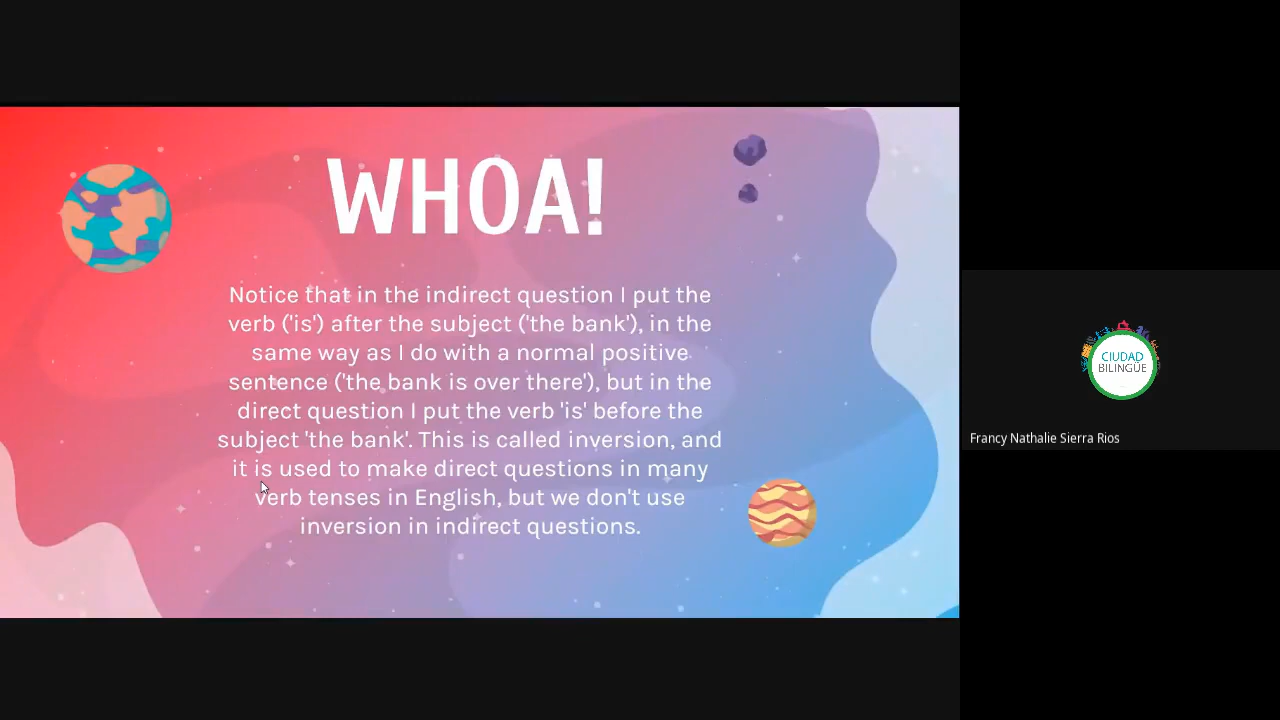 WHOA!
Notice that in the indirect question I put the
verb ('is') after the subject ('the bank'), in the
same way as I do with a normal positive
sentence ('the bank is over there'), but in the
direct question I put the verb 'is' before the
subject 'the bank'. This is called inversion, and
it is used to make direct questions in many
verb tenses in English, but we don't use
inversion in indirect questions.
CIUDAD
BILINGÜE
Francy Nathalie Sierra Rios